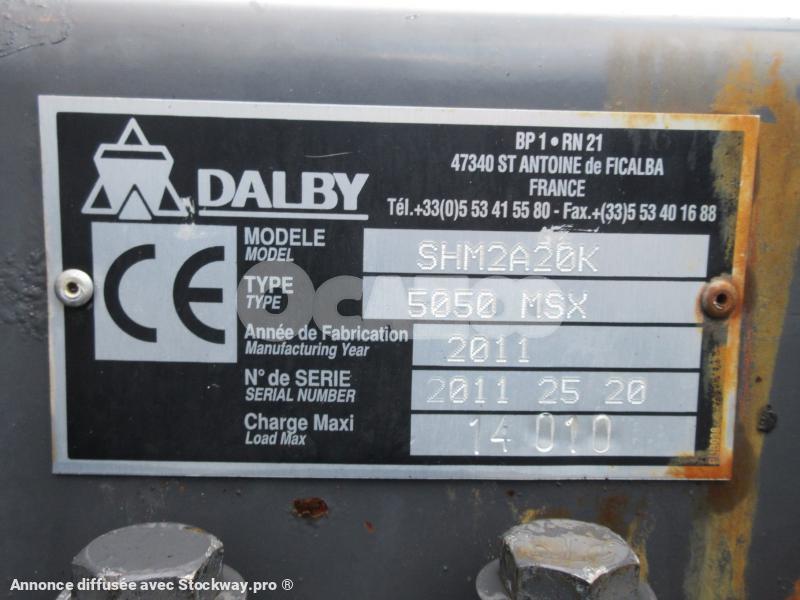 BP 1 • RN 21
47340 ST ANTOINE de FICALBA
FRANCE
DALBY
Tél.+33(0)5 53 41 55 80 - Fax.+(33)5 53 40 16 88
MODELE
MODEL
SHM2A20K
TYPE
TYPE
5050 MSX
Année de Fabrication
Manufacturing Year
2011
N° de SERIE
SERIAL NUMBER
2011 25 20
Charge Maxi
Load Max
14 010
CE
Annonce diffusée avec Stockway.pro ®